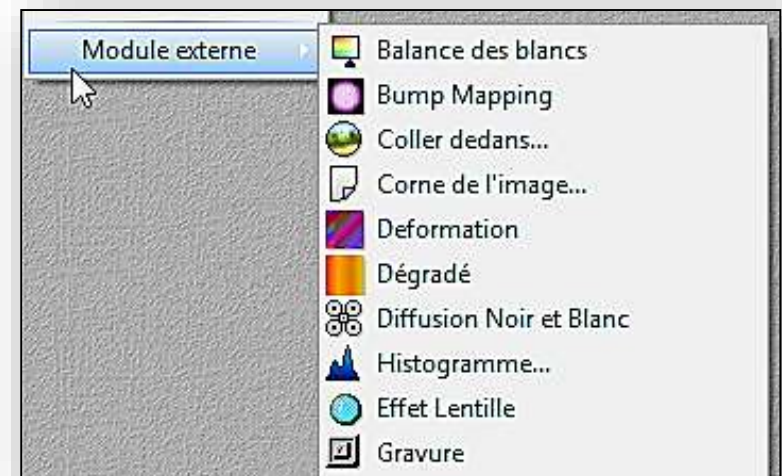 Module externe
Balance des blancs
Bump Mapping
Coller dedans...
Corne de l'image...
Deformation
Dégradé
Diffusion Noir et Blanc
Histogramme...
Effet Lentille
Gravure